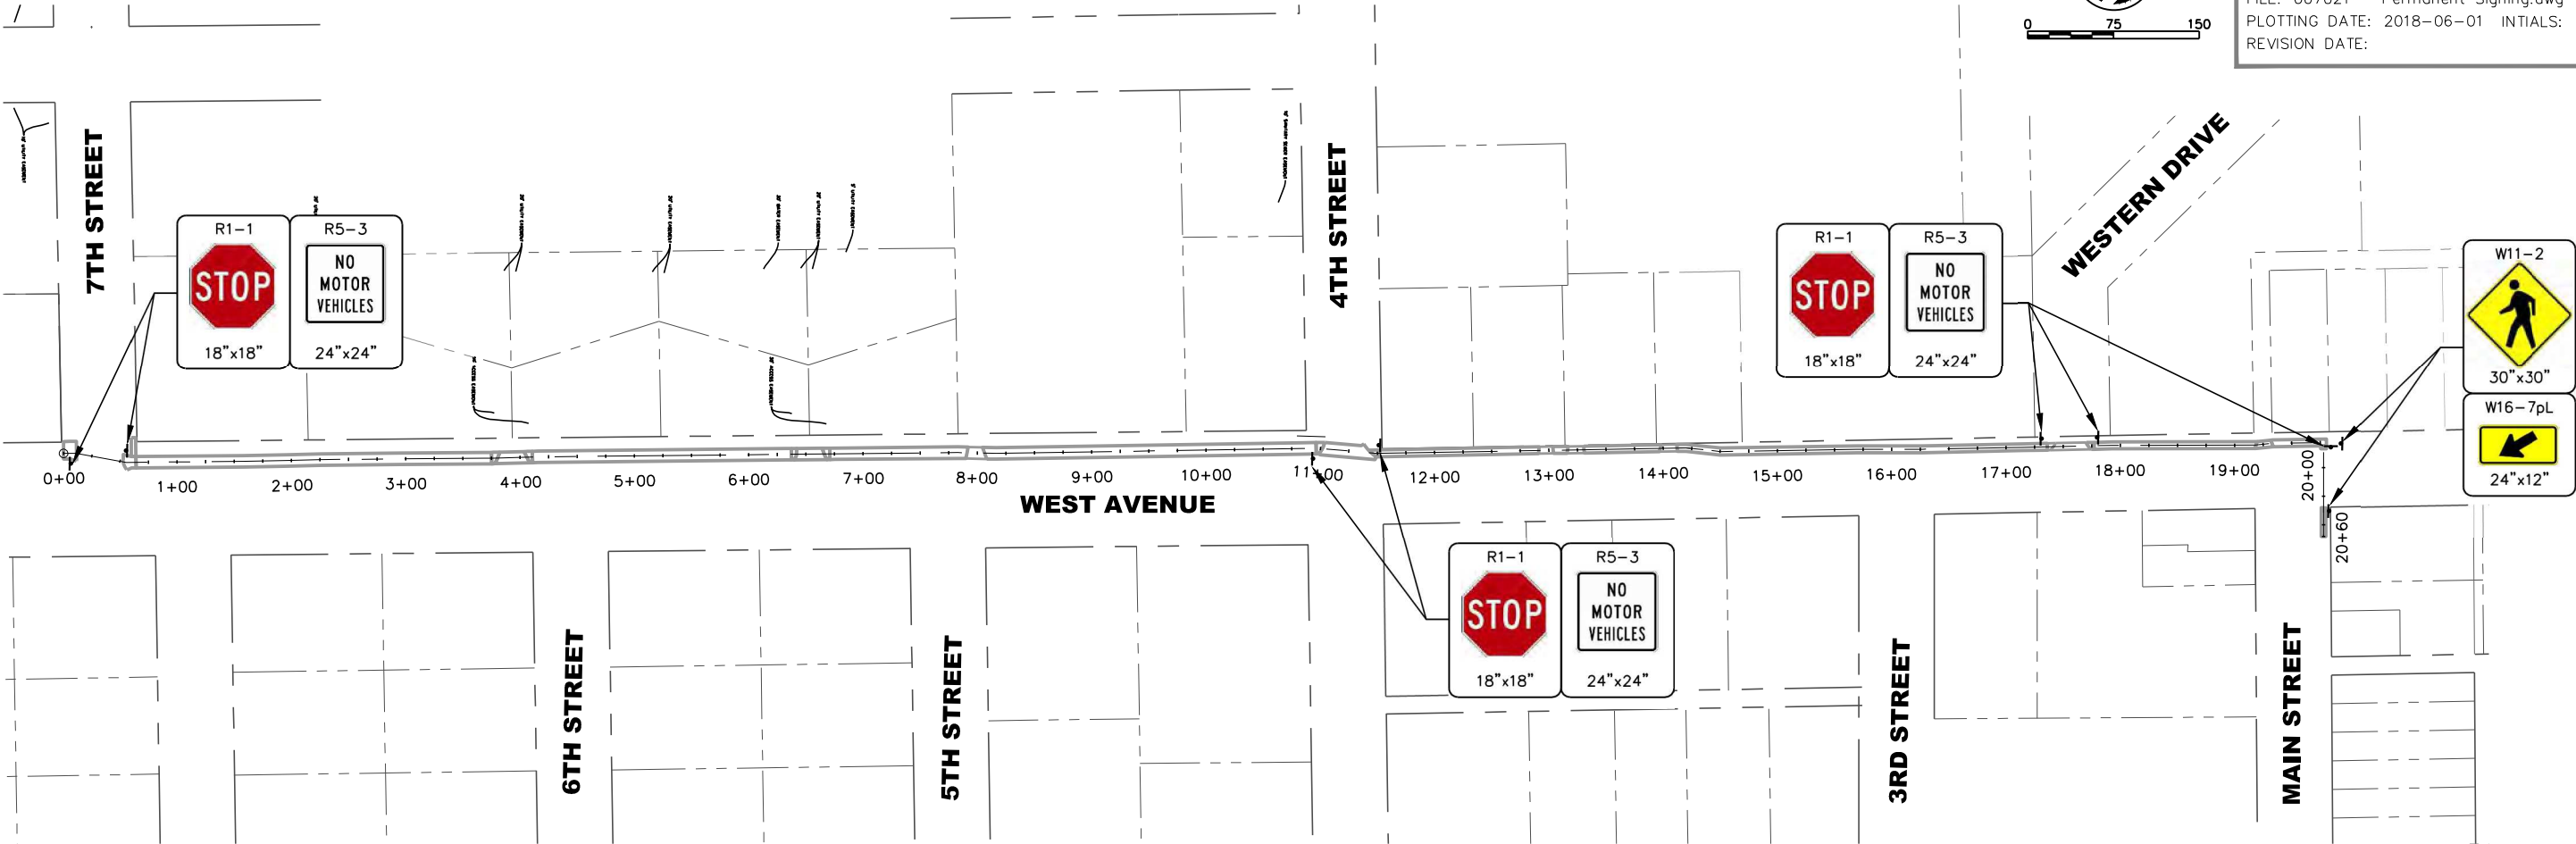 0 75 150
PLOTTING DATE: 2018-06-01 INTIALS:
REVISION DATE:
7TH STREET
R1-1
STOP
18"x18"
R5-3
NO
MOTOR
VEHICLES
24"x24"
4TH STREET
R1-1
STOP
18"x18"
R5-3
NO
MOTOR
VEHICLES
24"x24"
WESTERN DRIVE
W11-2
30"x30"
W16-7pL
24"x12"
0+00 1+00 2+00 3+00 4+00 5+00 6+00 7+00 8+00 9+00 10+00 11+00 12+00 13+00 14+00 15+00 16+00 17+00 18+00 19+00 20+00
20+60
WEST AVENUE
R1-1
STOP
18"x18"
R5-3
NO
MOTOR
VEHICLES
24"x24"
6TH STREET
5TH STREET
3RD STREET
MAIN STREET